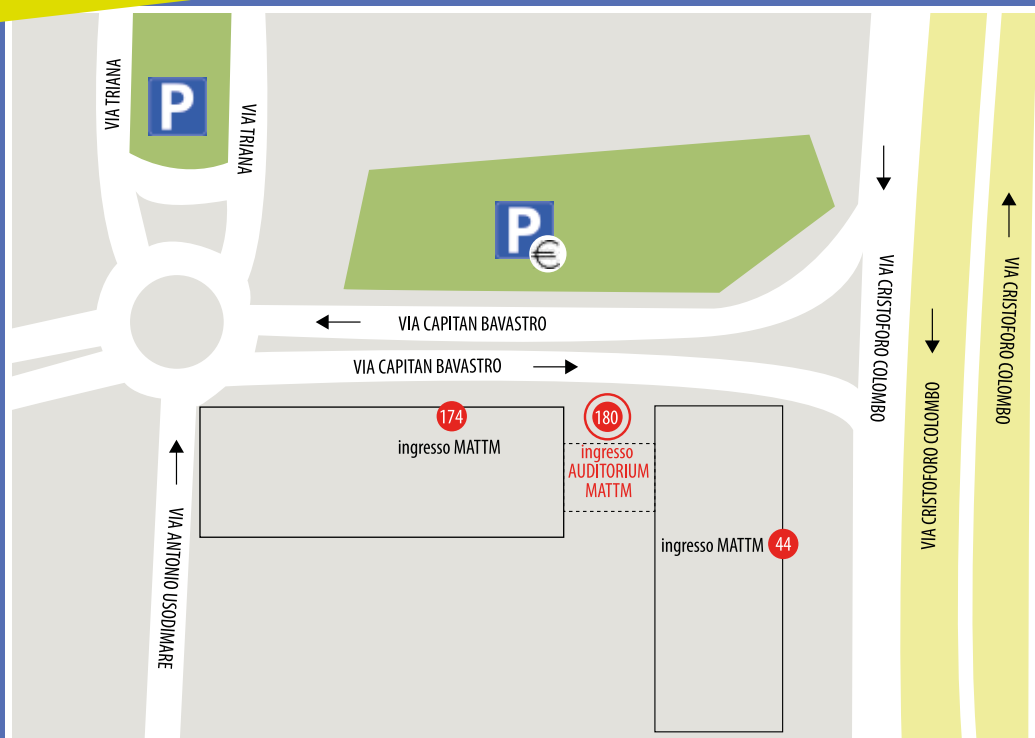 VIA TRIANA
P
VIA TRIANA
P
€
VIA CAPITAN BAVASTRO
VIA CAPITAN BAVASTRO
VIA CRISTOFORO COLOMBO
VIA CRISTOFORO COLOMBO
VIA CRISTOFORO COLOMBO
174
ingresso MATTM
180
ingresso
AUDITORIUM
MATTM
ingresso MATTM 44
VIA ANTONIO USODIMARE